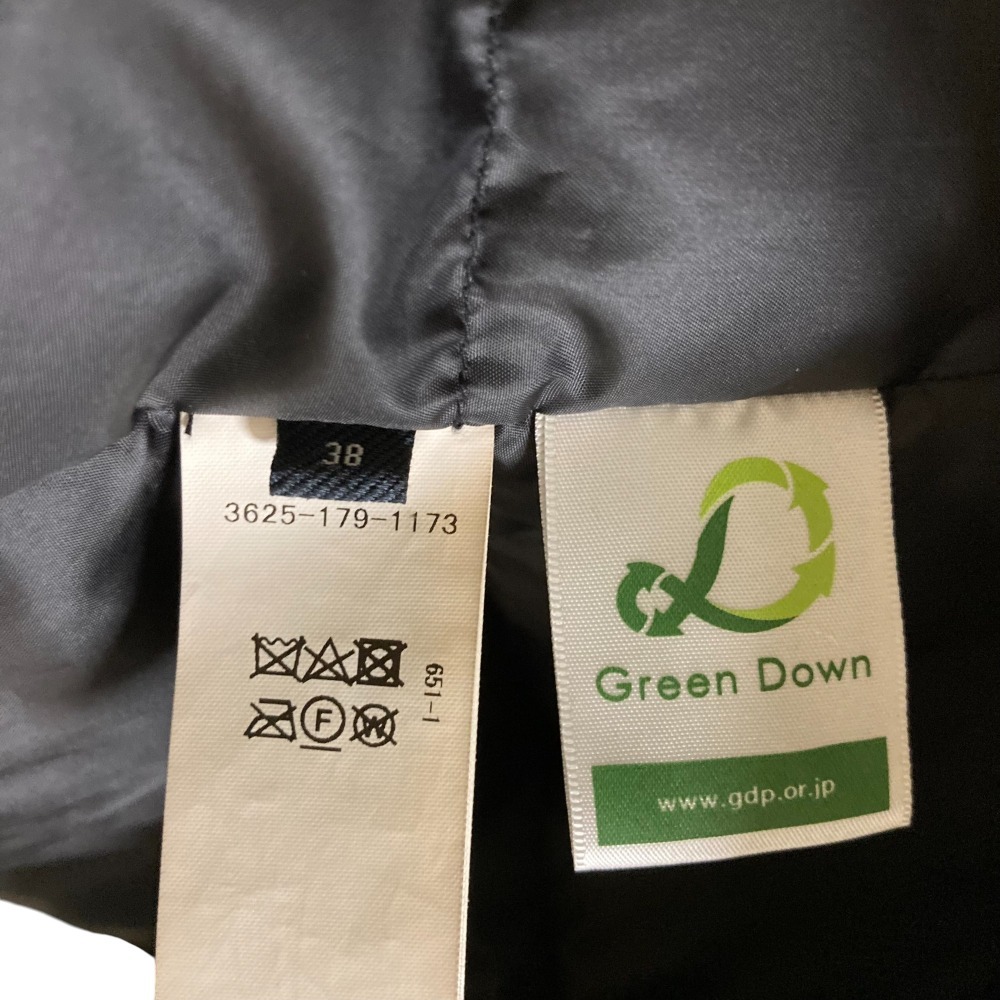 38
3625-179-1173
651-1
F
W
Green Down
www.gdp.or.jp